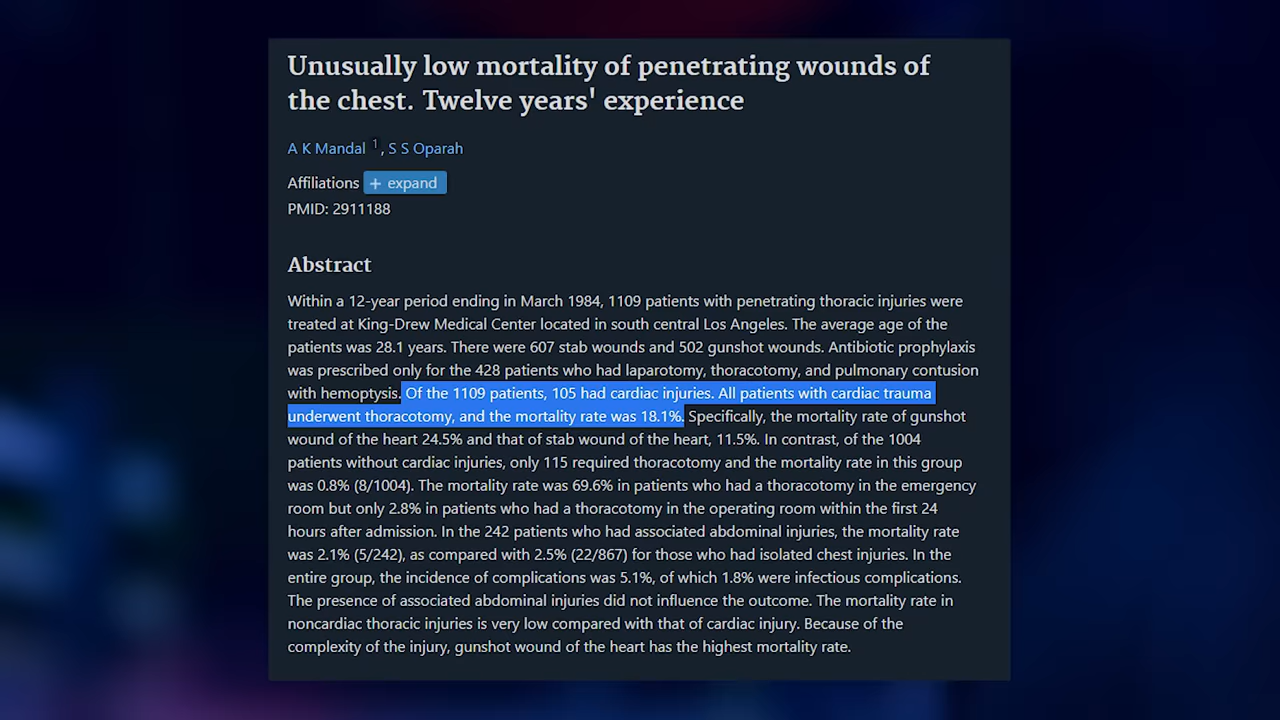 Unusually low mortality of penetrating wounds of
the chest. Twelve years' experience
A K Mandal 1, S S Oparah
Affiliations + expand
PMID: 2911188
Abstract
Within a 12-year period ending in March 1984, 1109 patients with penetrating thoracic injuries were
treated at King-Drew Medical Center located in south central Los Angeles. The average age of the
patients was 28.1 years. There were 607 stab wounds and 502 gunshot wounds. Antibiotic prophylaxis
was prescribed only for the 428 patients who had laparotomy, thoracotomy, and pulmonary contusion
with hemoptysis. Of the 1109 patients, 105 had cardiac injuries. All patients with cardiac trauma
underwent thoracotomy, and the mortality rate was 18.1%. Specifically, the mortality rate of gunshot
wound of the heart 24.5% and that of stab wound of the heart, 11.5%. In contrast, of the 1004
patients without cardiac injuries, only 115 required thoracotomy and the mortality rate in this group
was 0.8% (8/1004). The mortality rate was 69.6% in patients who had a thoracotomy in the emergency
room but only 2.8% in patients who had a thoracotomy in the operating room within the first 24
hours after admission. In the 242 patients who had associated abdominal injuries, the mortality rate
was 2.1% (5/242), as compared with 2.5% (22/867) for those who had isolated chest injuries. In the
entire group, the incidence of complications was 5.1%, of which 1.8% were infectious complications.
The presence of associated abdominal injuries did not influence the outcome. The mortality rate in
noncardiac thoracic injuries is very low compared with that of cardiac injury. Because of the
complexity of the injury, gunshot wound of the heart has the highest mortality rate.